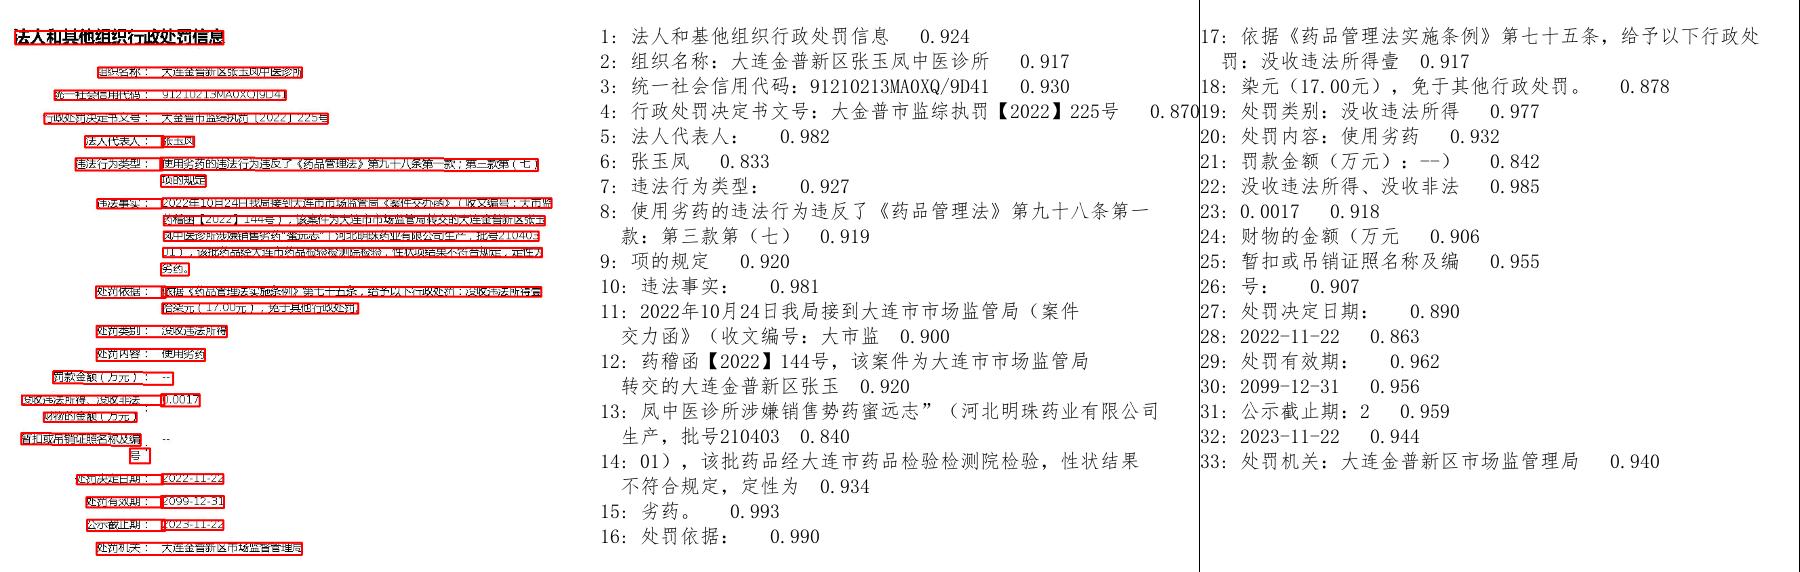 法人和其他组织行政处罚信息
组织名称： 大连金普新区张玉凤中医诊所
统一社会信用代码： 91210213MA0XQJ9D41
行政处罚决定书文号： 大金普市监综执罚〔2022〕225号
法人代表人： 张玉凤
违法行为类型： 使用劣药的违法行为违反了《药品管理法》第九十八条第一款；第三款第（七）
项的规定
违法事实： 2022年10月24日我局接到大连市市场监管局《案件交办函》（收文编号：大市监
药稽函【2022】144号），该案件为大连市市场监管局转交的大连金普新区张玉
凤中医诊所涉嫌销售劣药“蜜远志”（河北明珠药业有限公司生产，批号210403
01），该批药品经大连市药品检验检测院检验，性状项结果不符合规定，定性为
劣药。
处罚依据： 依据《药品管理法实施条例》第七十五条，给予以下行政处罚：没收违法所得壹
拾柒元（17.00元），免于其他行政处罚。
处罚类别： 没收违法所得
处罚内容： 使用劣药
罚款金额（万元）： --
没收违法所得、没收非法 0.0017
财物的金额（万元）
暂扣或吊销证照名称及编 --
号：
处罚决定日期： 2022-11-22
处罚有效期： 2099-12-31
公示截止期： 2023-11-22
处罚机关： 大连金普新区市场监督管理局
1: 法人和基他组织行政处罚信息 0.924
2: 组织名称：大连金普新区张玉凤中医诊所 0.917
3: 统一社会信用代码：91210213MA0XQ/9D41 0.930
4: 行政处罚决定书文号：大金普市监综执罚【2022】225号 0.870
5: 法人代表人： 0.982
6: 张玉凤 0.833
7: 违法行为类型： 0.927
8: 使用劣药的违法行为违反了《药品管理法》第九十八条第一
款：第三款第（七） 0.919
9: 项的规定 0.920
10: 违法事实： 0.981
11: 2022年10月24日我局接到大连市市场监管局（案件
交力函》（收文编号：大市监 0.900
12: 药稽函【2022】144号，该案件为大连市市场监管局
转交的大连金普新区张玉 0.920
13: 凤中医诊所涉嫌销售势药蜜远志”（河北明珠药业有限公司
生产，批号210403 0.840
14: 01），该批药品经大连市药品检验检测院检验，性状结果
不符合规定，定性为 0.934
15: 劣药。 0.993
16: 处罚依据： 0.990
17: 依据《药品管理法实施条例》第七十五条，给予以下行政处
罚：没收违法所得壹 0.917
18: 染元（17.00元），免于其他行政处罚。 0.878
19: 处罚类别：没收违法所得 0.977
20: 处罚内容：使用劣药 0.932
21: 罚款金额（万元）：--） 0.842
22: 没收违法所得、没收非法 0.985
23: 0.0017 0.918
24: 财物的金额（万元 0.906
25: 暂扣或吊销证照名称及编 0.955
26: 号： 0.907
27: 处罚决定日期： 0.890
28: 2022-11-22 0.863
29: 处罚有效期： 0.962
30: 2099-12-31 0.956
31: 公示截止期：2 0.959
32: 2023-11-22 0.944
33: 处罚机关：大连金普新区市场监管理局 0.940